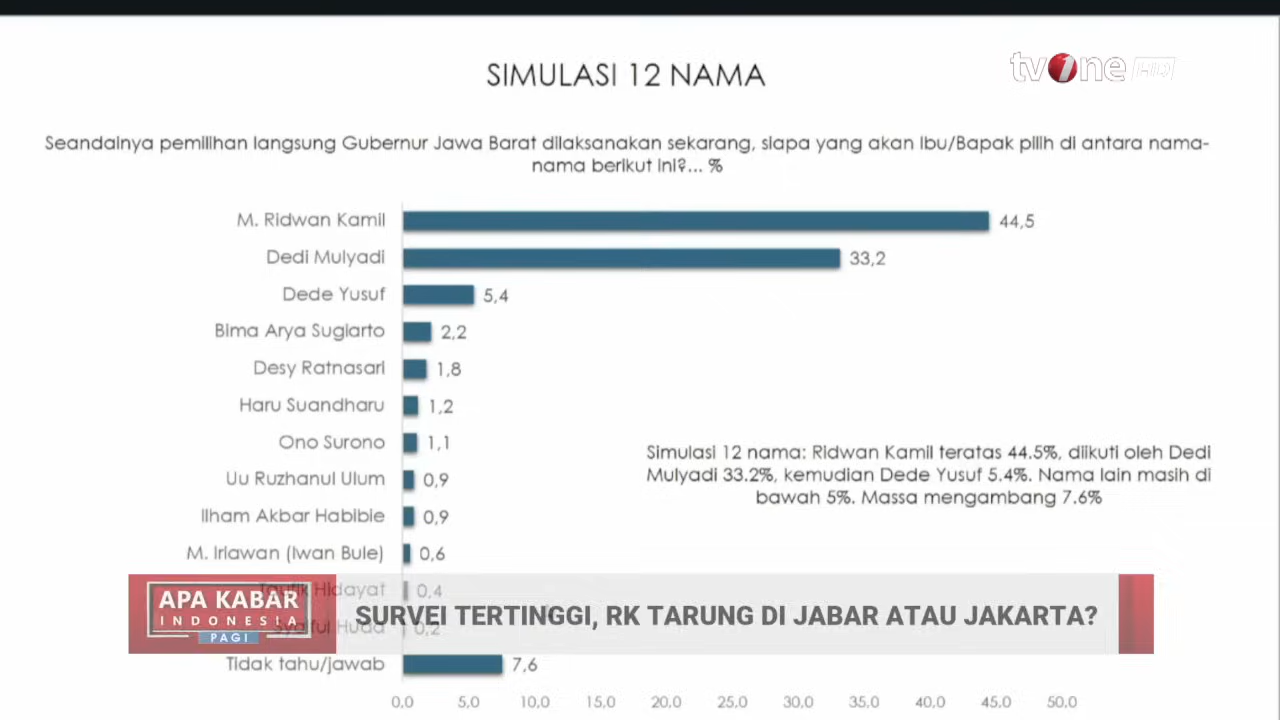 SIMULASI 12 NAMA
tvOne HD
Seandainya pemilihan langsung Gubernur Jawa Barat dilaksanakan sekarang, siapa yang akan Ibu/Bapak pilih di antara nama-
nama berikut ini?... %
M. Ridwan Kamil 44,5
Dedi Mulyadi 33,2
Dede Yusuf 5,4
Bima Arya Sugiarto 2,2
Desy Ratnasari 1,8
Haru Suandharu 1,2
Ono Surono 1,1
Uu Ruzhanul Ulum 0,9
Ilham Akbar Habibie 0,9
M. Iriawan (Iwan Bule) 0,6
Taufik Hidayat 0,4
Syaiful Huda 0,2
Tidak tahu/jawab 7,6
0,0 5,0 10,0 15,0 20,0 25,0 30,0 35,0 40,0 45,0 50,0
Simulasi 12 nama: Ridwan Kamil teratas 44.5%, diikuti oleh Dedi
Mulyadi 33.2%, kemudian Dede Yusuf 5.4%. Nama lain masih di
bawah 5%. Massa mengambang 7.6%
APA KABAR
INDONESIA
PAGI
SURVEI TERTINGGI, RK TARUNG DI JABAR ATAU JAKARTA?